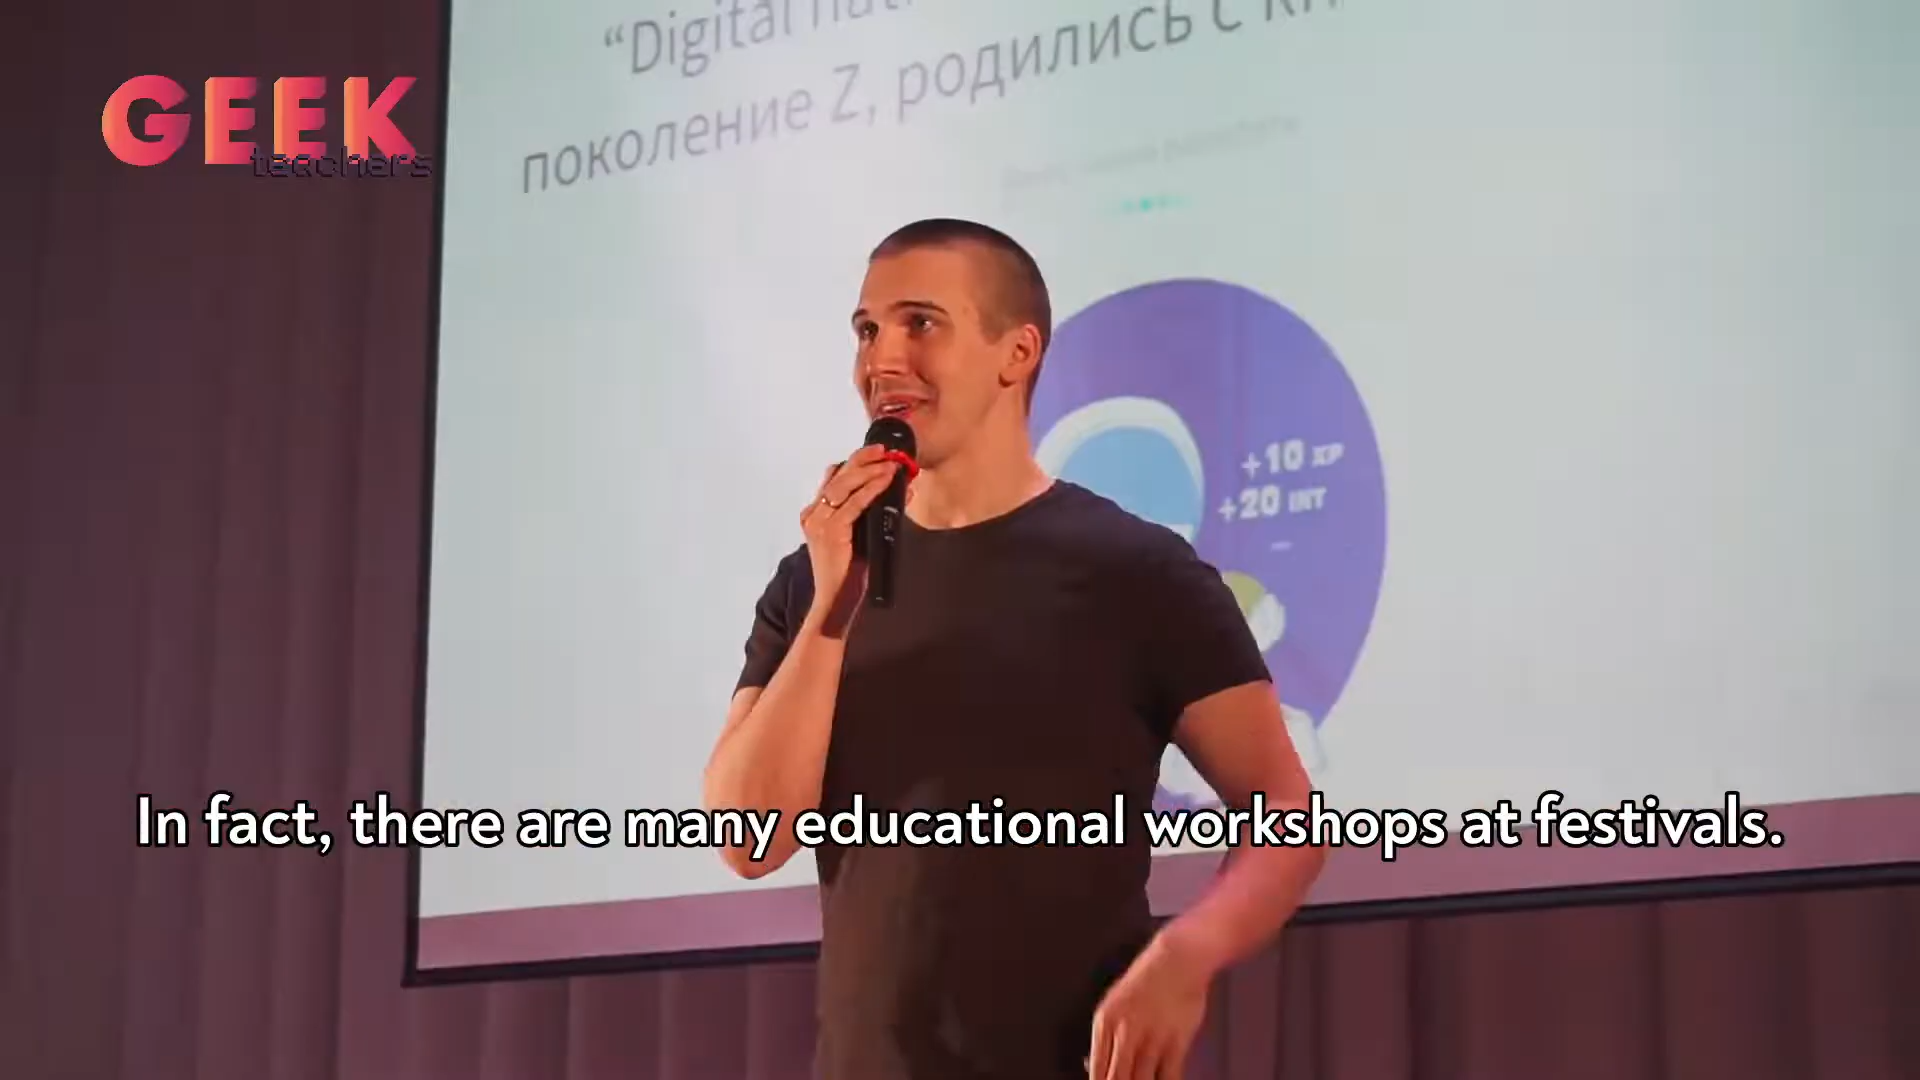 GEEK
teachers
“Digital
поколение Z, родились с
+10 XP
+20 INT
In fact, there are many educational workshops at festivals.